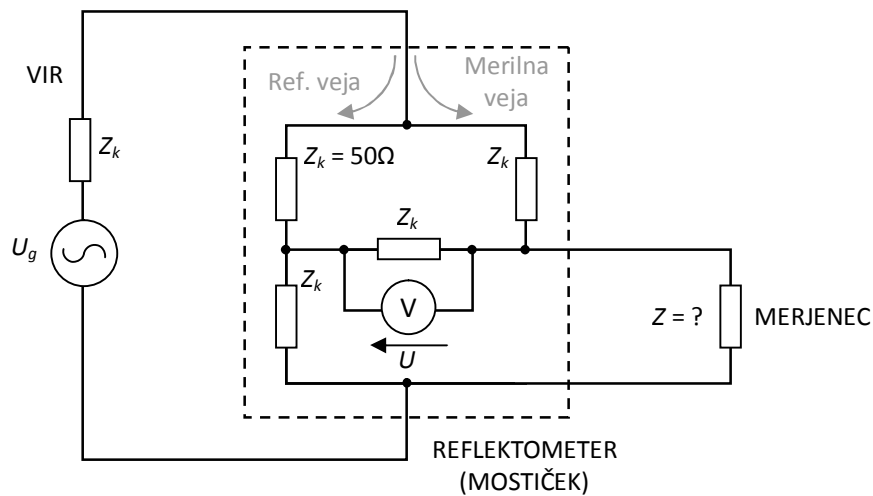 VIR
Ref. veja
Merilna
veja
Zk
Zk = 50Ω
Zk
Zk
Ug
Zk
V
U
Z = ?
MERJENEC
REFLEKTOMETER
(MOSTIČEK)